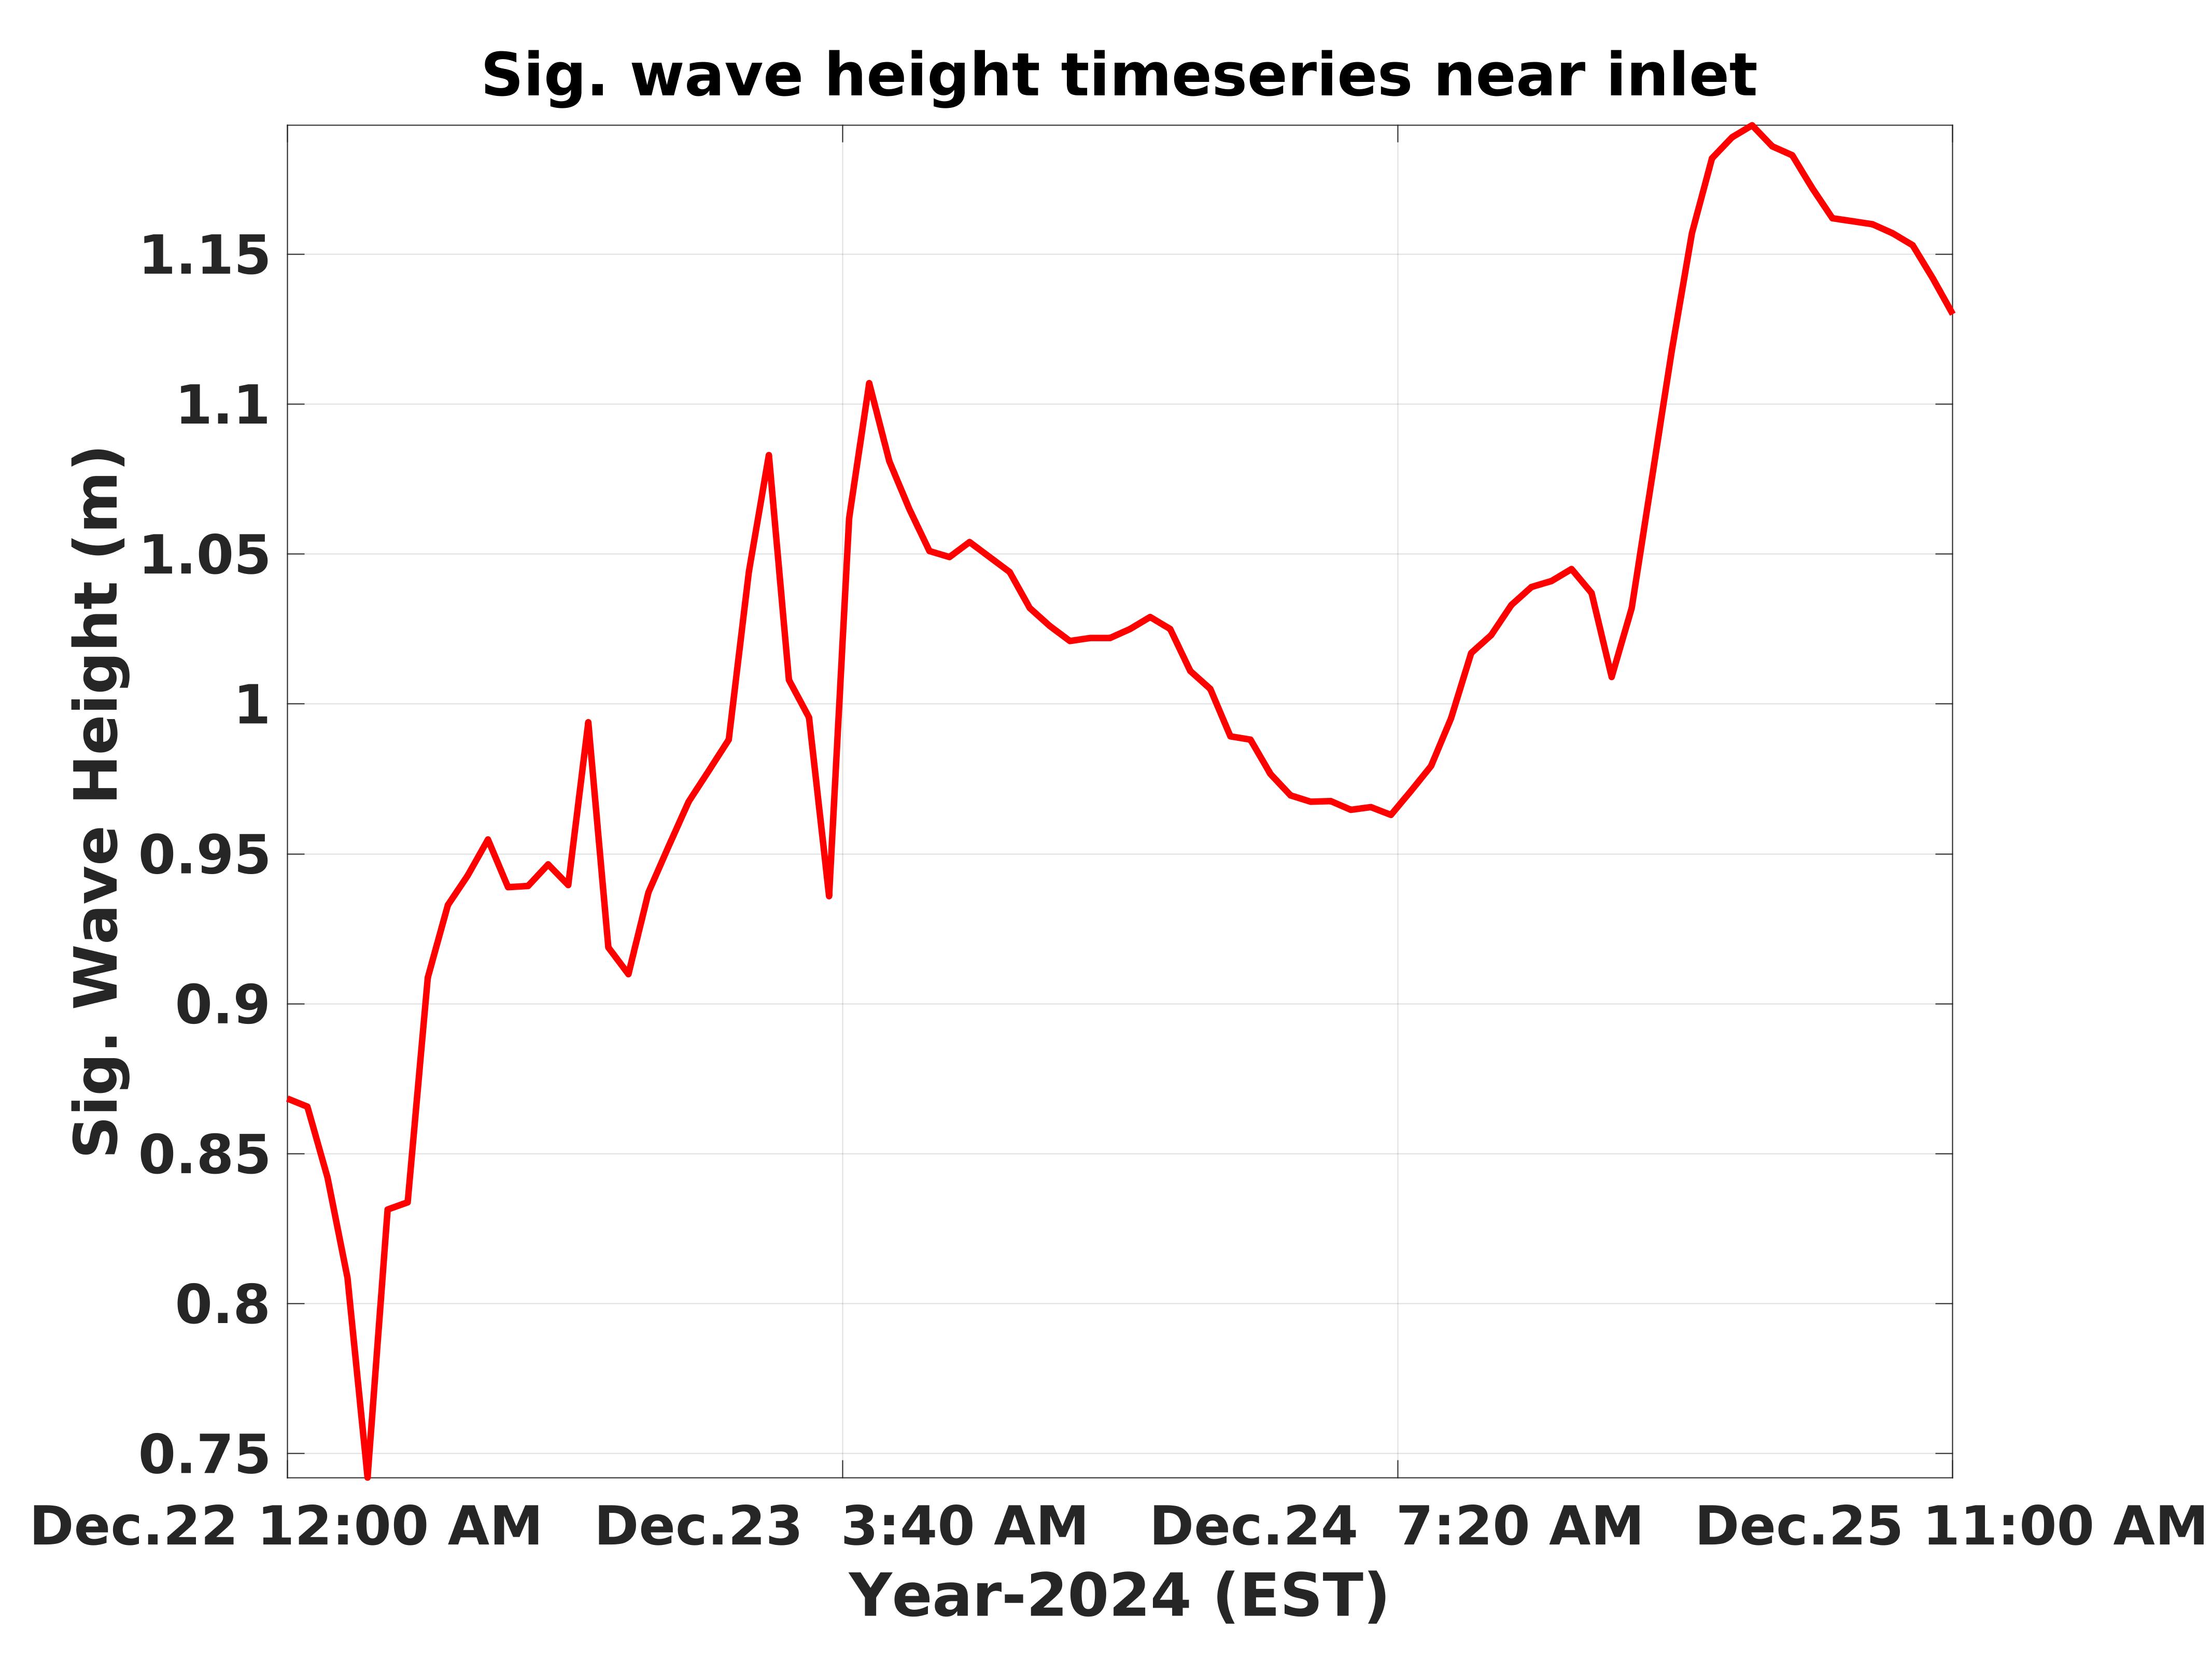 Sig. wave height timeseries near inlet
Sig. Wave Height (m)
1.15
1.1
1.05
1
0.95
0.9
0.85
0.8
0.75
Dec.22 12:00 AM Dec.23 3:40 AM Dec.24 7:20 AM Dec.25 11:00 AM
Year-2024 (EST)